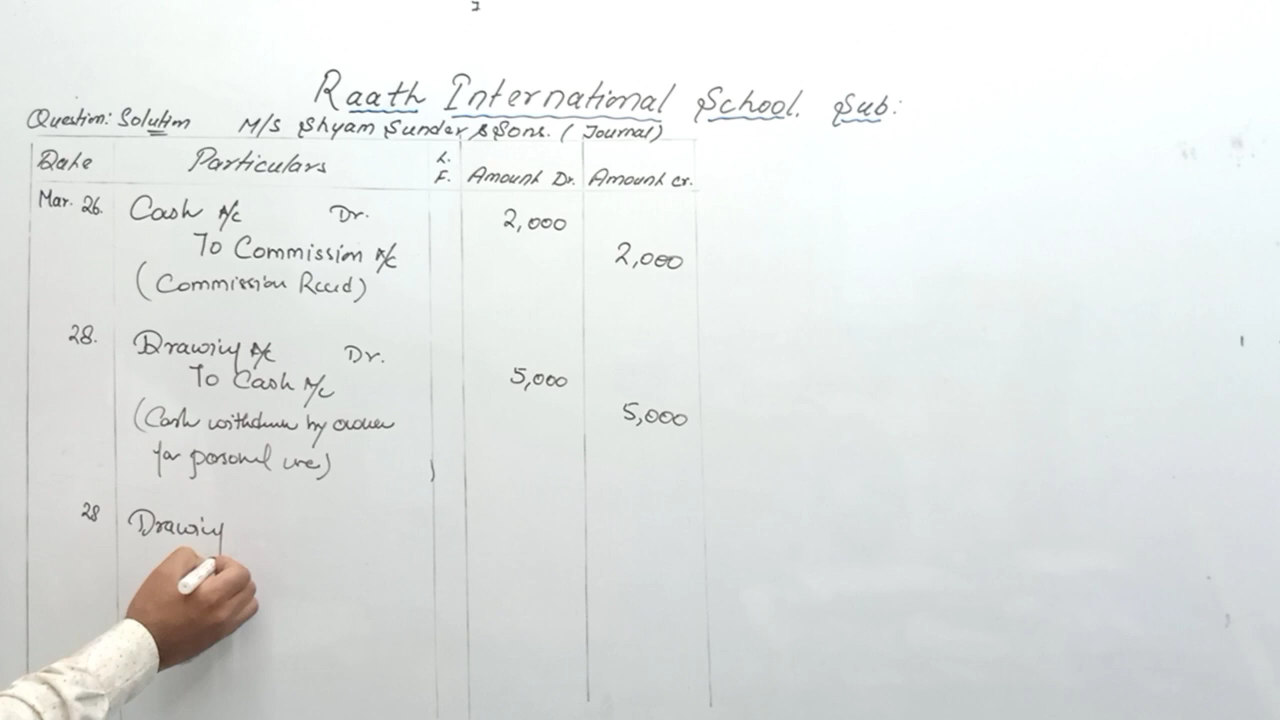 Raath International School. Sub:
Question: Solution M/S Shyam Sunder & Sons. (Journal)
Date Particulars L.F. Amount Dr. Amount Cr.
Mar. 26. Cash A/c Dr. 2,000
To Commission A/c 2,000
(Commission Recd)
28. Drawing A/c Dr.
To Cash A/c 5,000
(Cash withdrawn by owner 5,000
for personal use)
28 Drawing